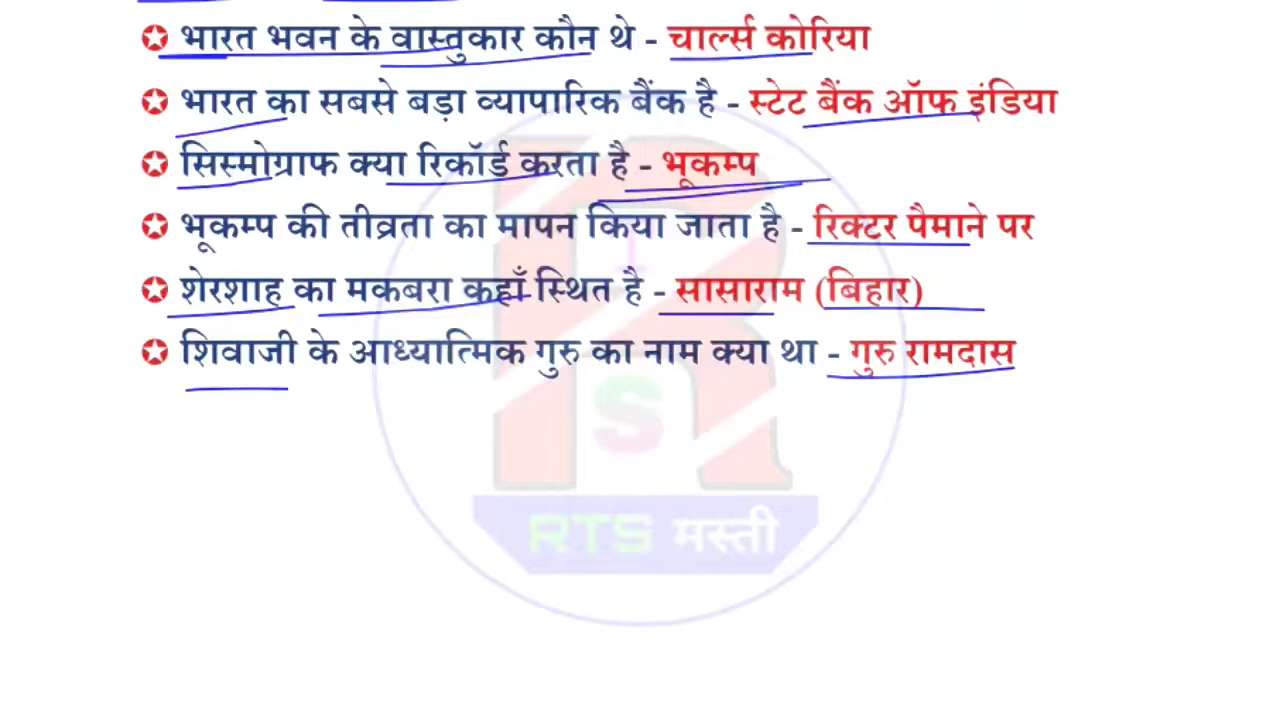 भारत भवन के वास्तुकार कौन थे - चार्ल्स कोरिया
भारत का सबसे बड़ा व्यापारिक बैंक है - स्टेट बैंक ऑफ इंडिया
सिस्मोग्राफ क्या रिकॉर्ड करता है - भूकम्प
भूकम्प की तीव्रता का मापन किया जाता है - रिक्टर पैमाने पर
शेरशाह का मकबरा कहाँ स्थित है - सासाराम (बिहार)
शिवाजी के आध्यात्मिक गुरु का नाम क्या था - गुरु रामदास
R
S
RTS मस्ती